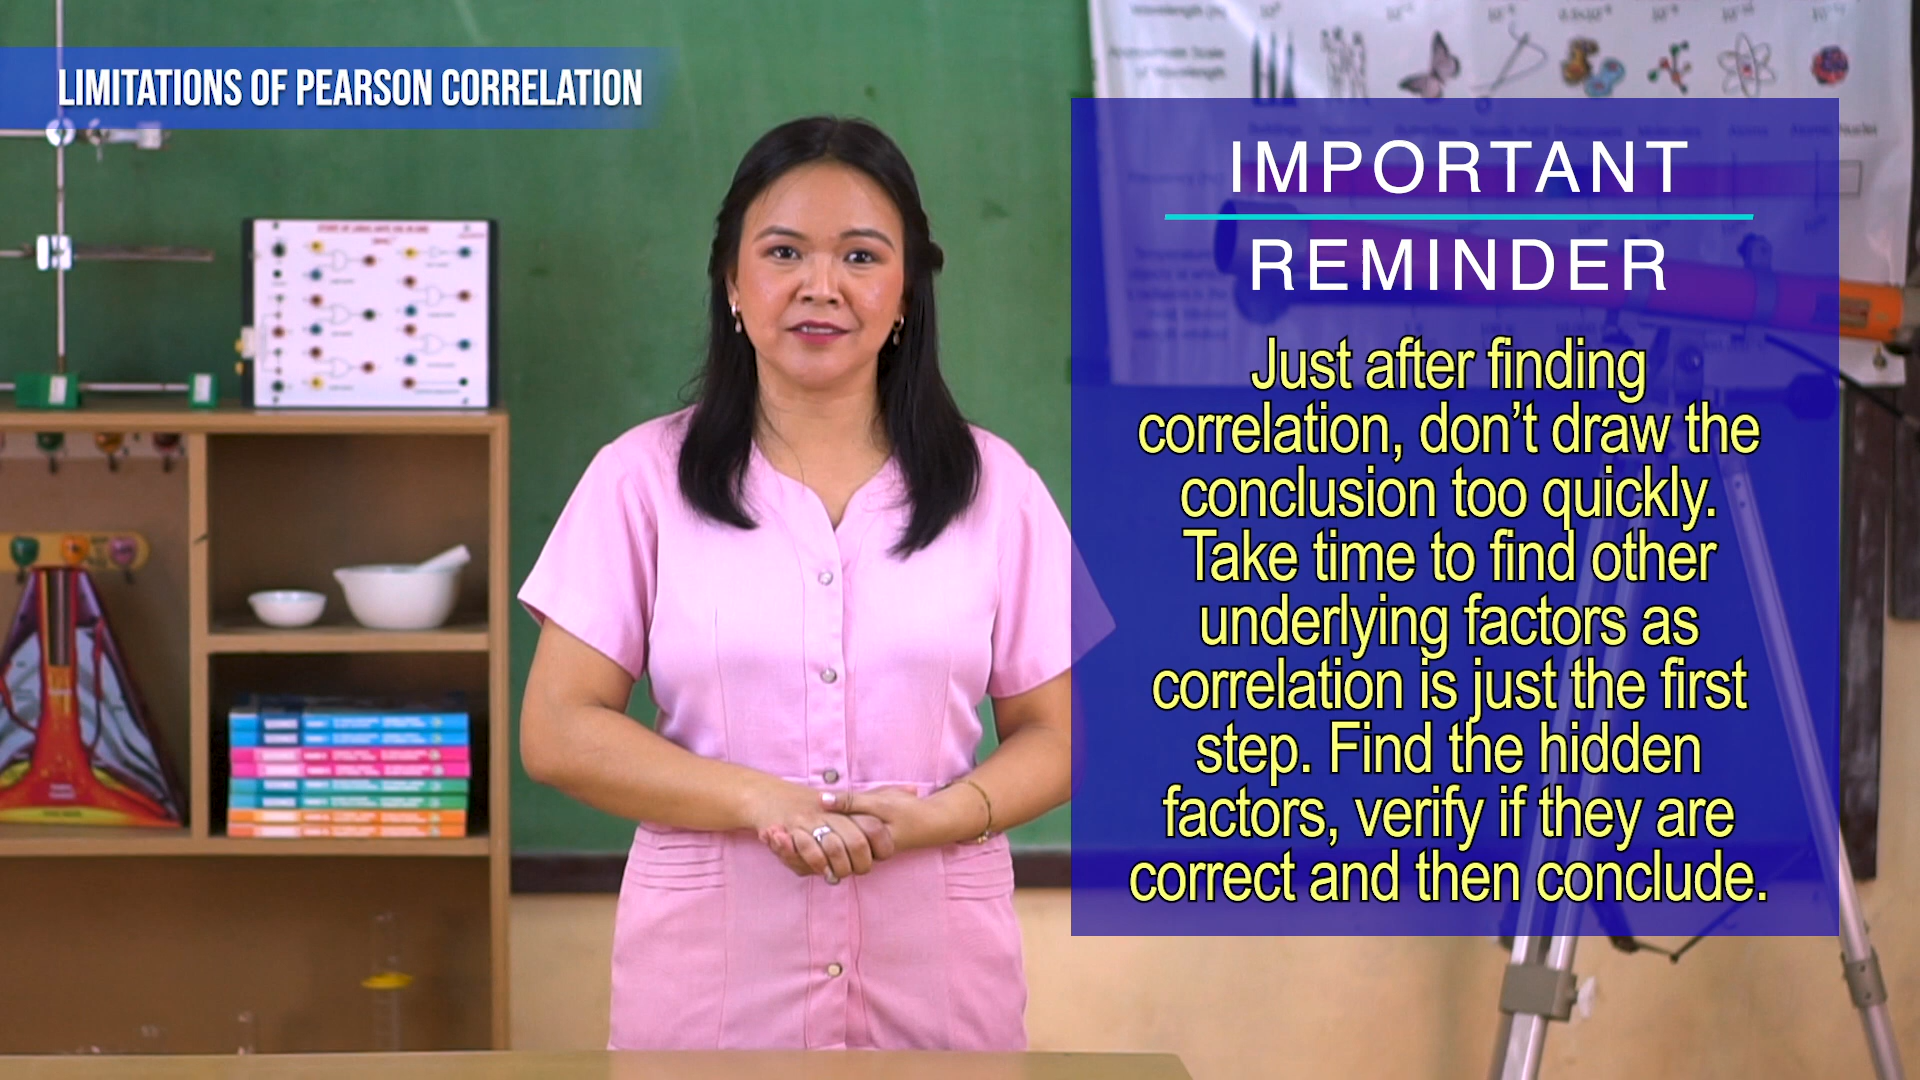 LIMITATIONS OF PEARSON CORRELATION
IMPORTANT
REMINDER
Just after finding
correlation, don’t draw the
conclusion too quickly.
Take time to find other
underlying factors as
correlation is just the first
step. Find the hidden
factors, verify if they are
correct and then conclude.